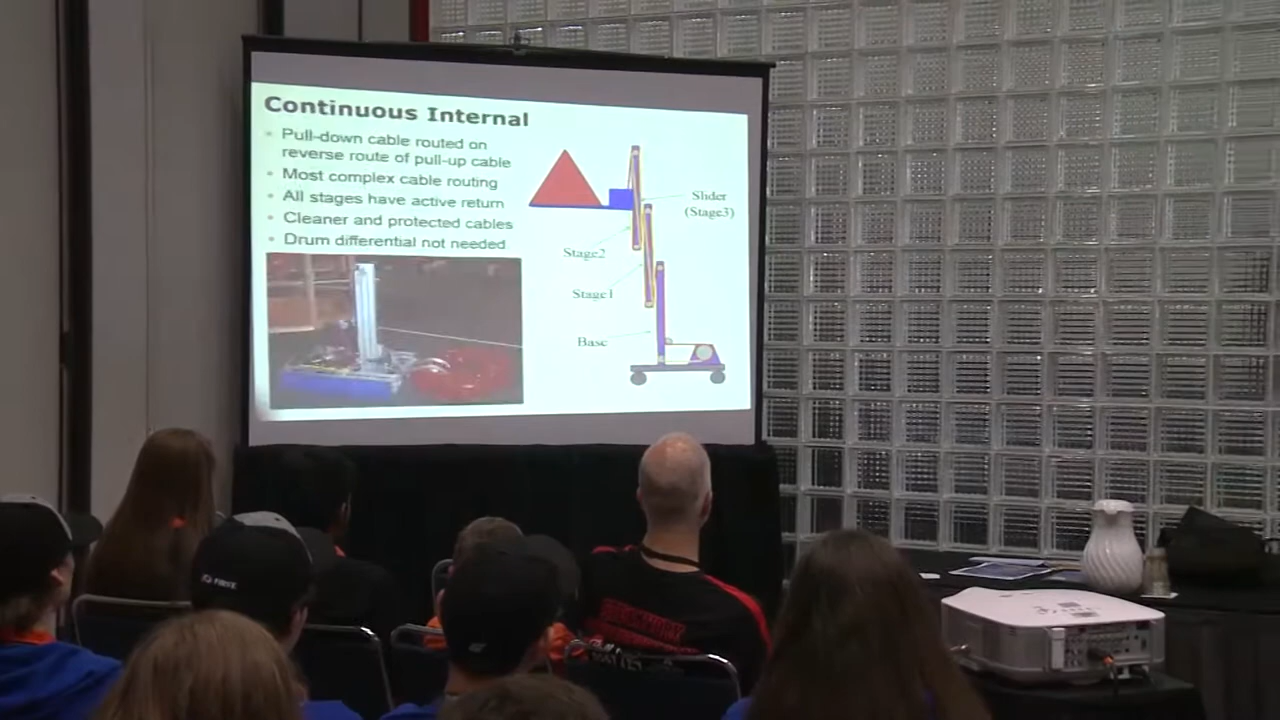 Continuous Internal
• Pull-down cable routed on
reverse route of pull-up cable
• Most complex cable routing
• All stages have active return
• Cleaner and protected cables
• Drum differential not needed
Slider
(Stage3)
Stage2
Stage1
Base
FIRST